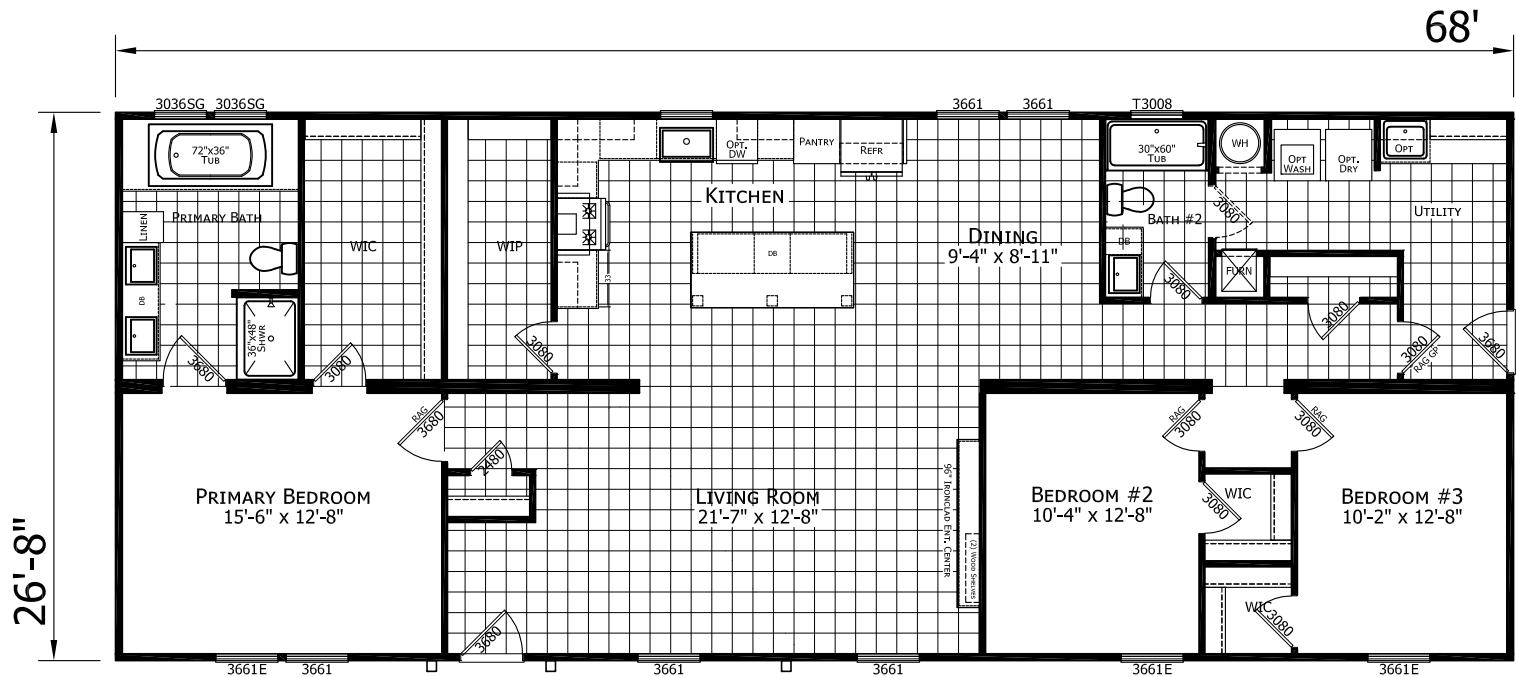 68'
26'-8"
3036SG 3036SG
3661 3661
T3008
72"x36"
TUB
PRIMARY BATH
LINEN
DB
36"x48"
SHWR
3680
WIC
3080
WIP
3080
OPT.
DW
PANTRY
REFR
KITCHEN
DB
33
DINING
9'-4" x 8'-11"
30"x60"
TUB
BATH #2
DB
3080
3080
WH
OPT
WASH
OPT.
DRY
OPT
UTILITY
FURN
3080
3080
RAG GP
3680
RAG
3680
2480
PRIMARY BEDROOM
15'-6" x 12'-8"
LIVING ROOM
21'-7" x 12'-8"
96" IRONCLAD ENT. CENTER
(2) WOOD SHELVES
RAG
3080
RAG
3080
BEDROOM #2
10'-4" x 12'-8"
3080
WIC
BEDROOM #3
10'-2" x 12'-8"
WIC
3080
3680
3661E 3661
3661
3661
3661E
3661E